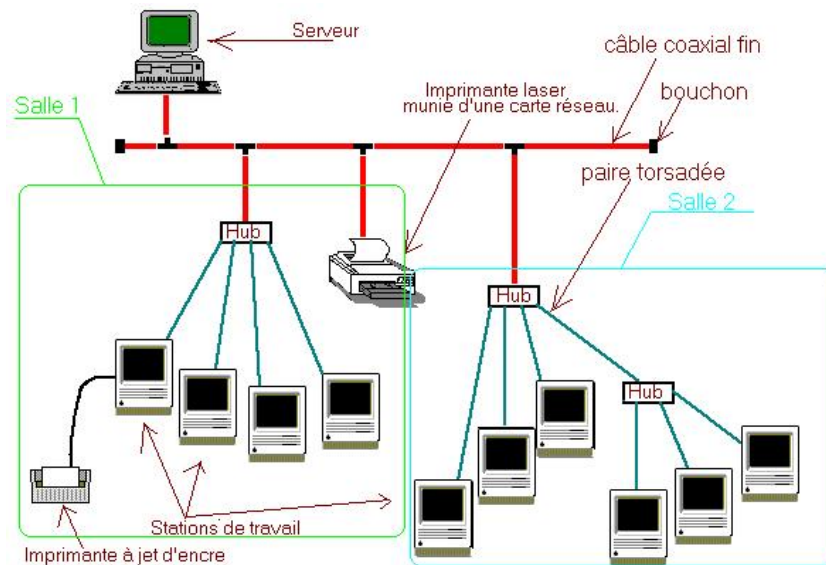 Serveur
câble coaxial fin
Imprimante laser
munie d'une carte réseau.
bouchon
Salle 1
paire torsadée
Salle 2
Hub
Hub
Hub
Stations de travail
Imprimante à jet d'encre